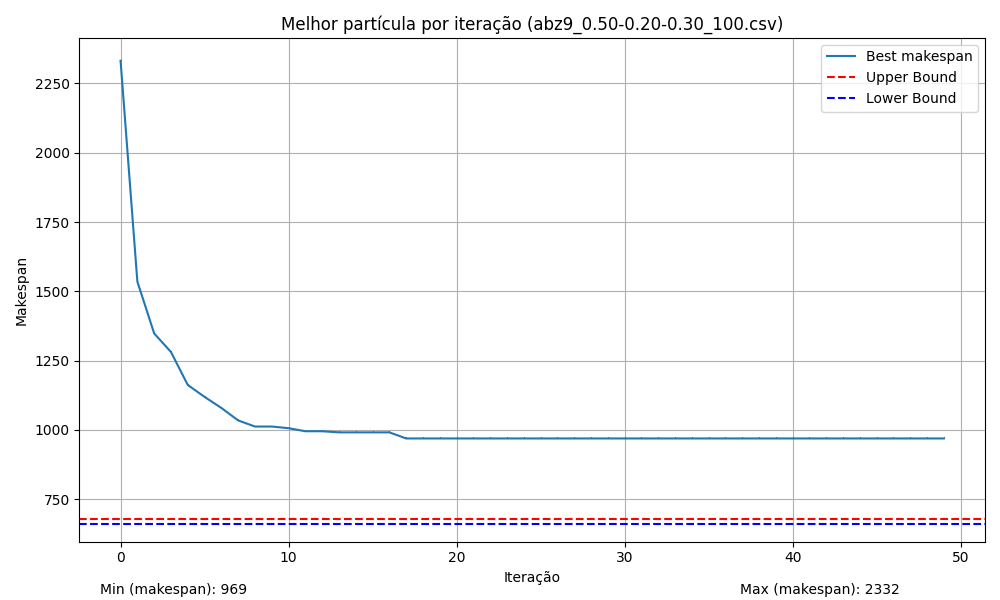 Melhor partícula por iteração (abz9_0.50-0.20-0.30_100.csv)
Best makespan
Upper Bound
Lower Bound
Makespan
2250
2000
1750
1500
1250
1000
750
0 10 20 30 40 50
Iteração
Min (makespan): 969
Max (makespan): 2332